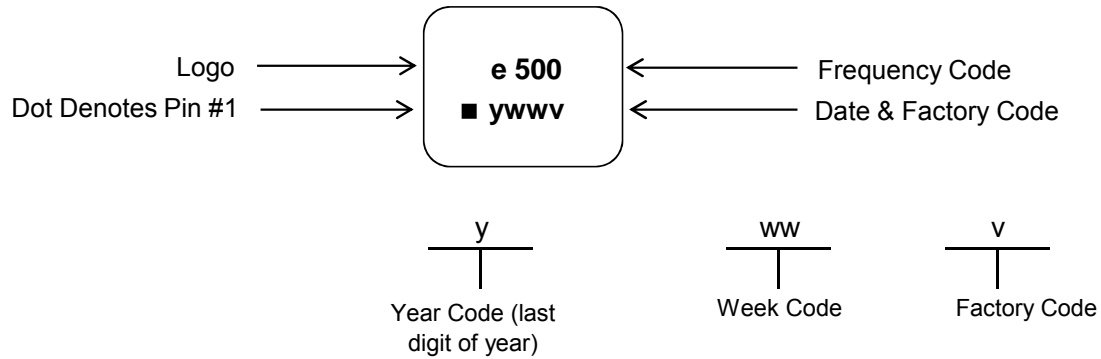 Logo
e 500
Frequency Code
Dot Denotes Pin #1
■ ywwv
Date & Factory Code
y
ww
v
Year Code (last
digit of year)
Week Code
Factory Code